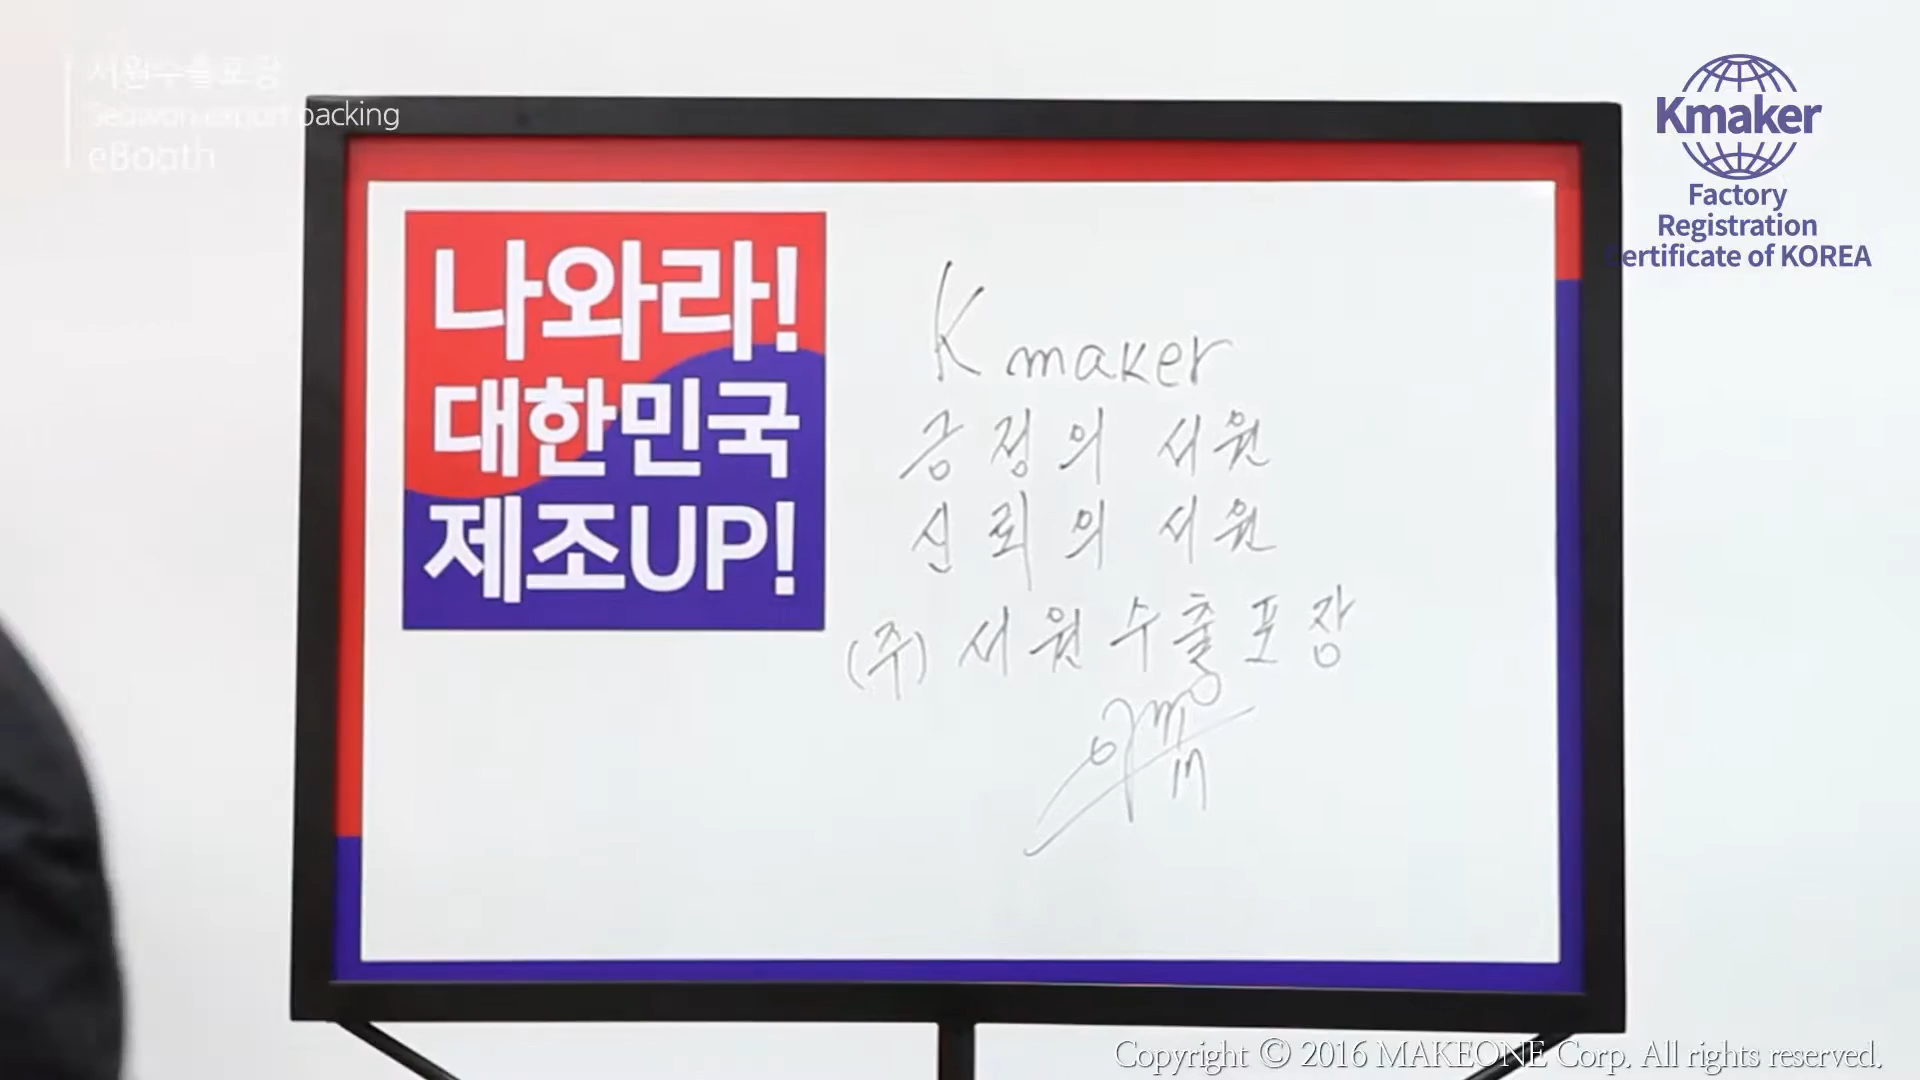 서원수출포장
Seowon export packing
eBooth
Kmaker
Factory
Registration
Certificate of KOREA
나와라!
대한민국
제조UP!
Kmaker
긍정의 서원
신뢰의 서원
(주) 서원수출포장
Copyright © 2016 MAKEONE Corp. All rights reserved.